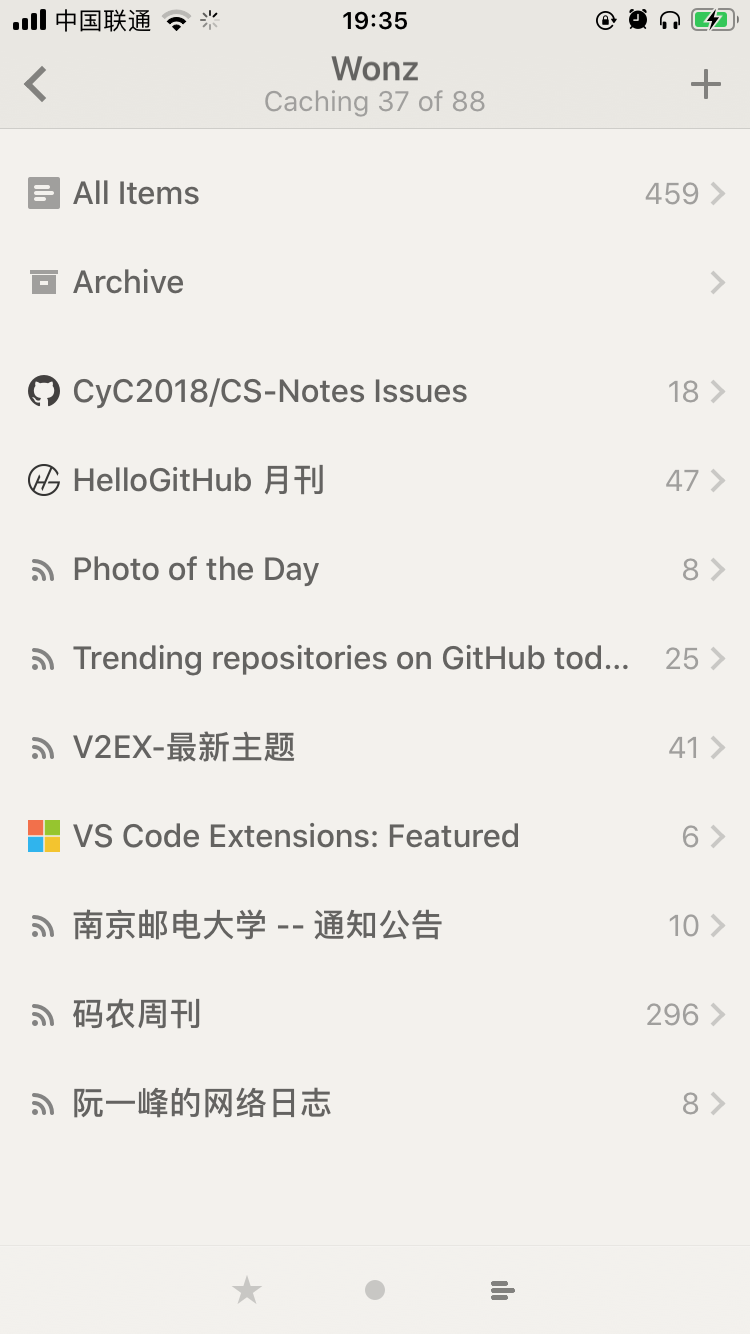 中国联通 19:35
Wonz
Caching 37 of 88
All Items 459
Archive
CyC2018/CS-Notes Issues 18
HelloGitHub 月刊 47
Photo of the Day 8
Trending repositories on GitHub tod... 25
V2EX-最新主题 41
VS Code Extensions: Featured 6
南京邮电大学 -- 通知公告 10
码农周刊 296
阮一峰的网络日志 8